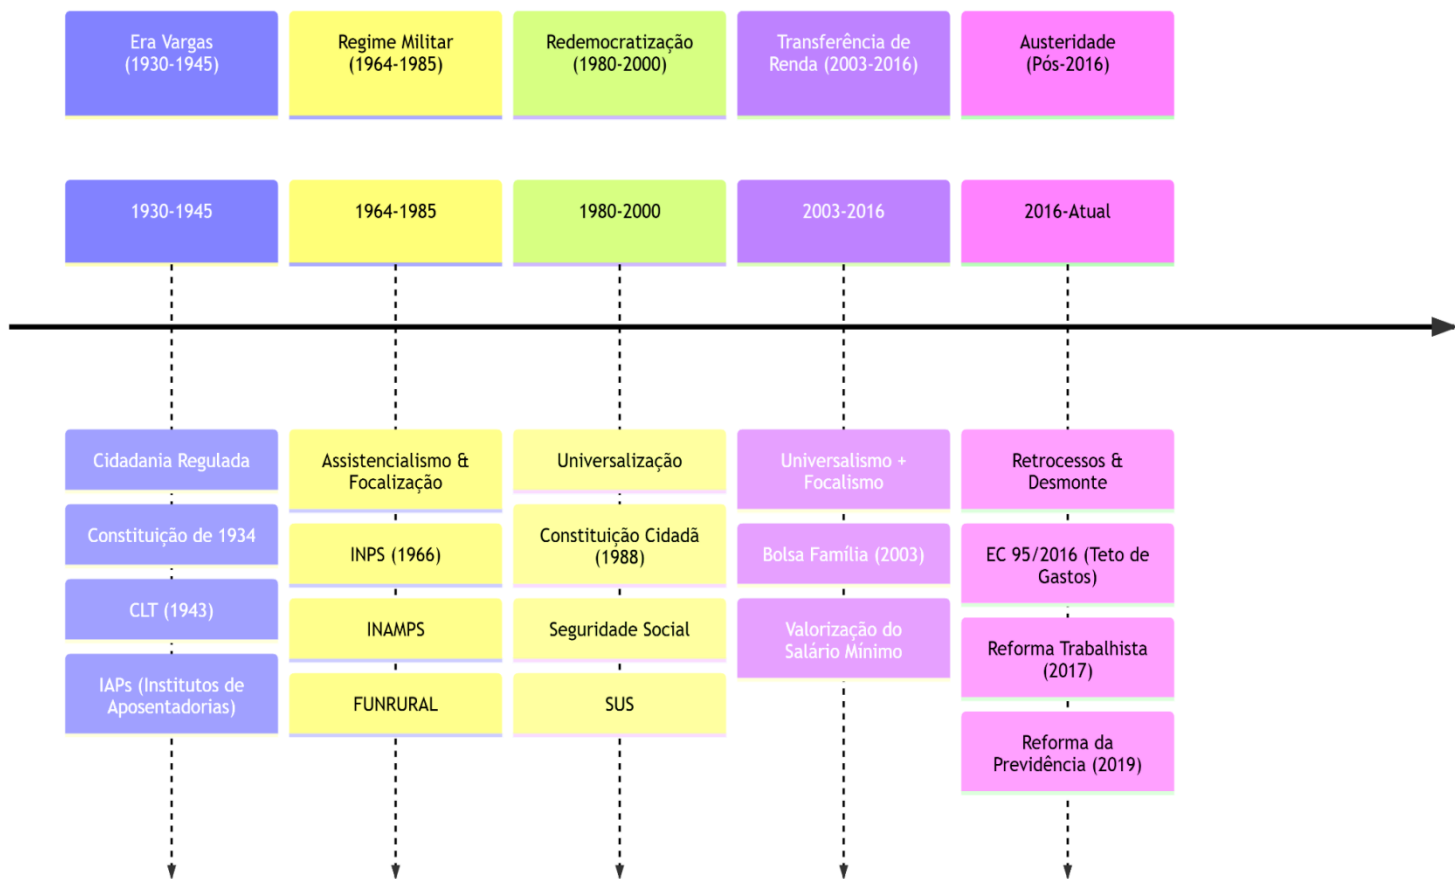 Era Vargas
(1930-1945)
Regime Militar
(1964-1985)
Redemocratização
(1980-2000)
Transferência de
Renda (2003-2016)
Austeridade
(Pós-2016)
1930-1945
1964-1985
1980-2000
2003-2016
2016-Atual
Cidadania Regulada
Constituição de 1934
CLT (1943)
IAPs (Institutos de
Aposentadorias)
Assistencialismo &
Focalização
INPS (1966)
INAMPS
FUNRURAL
Universalização
Constituição Cidadã
(1988)
Seguridade Social
SUS
Universalismo +
Focalismo
Bolsa Família (2003)
Valorização do
Salário Mínimo
Retrocessos &
Desmonte
EC 95/2016 (Teto de
Gastos)
Reforma Trabalhista
(2017)
Reforma da
Previdência (2019)